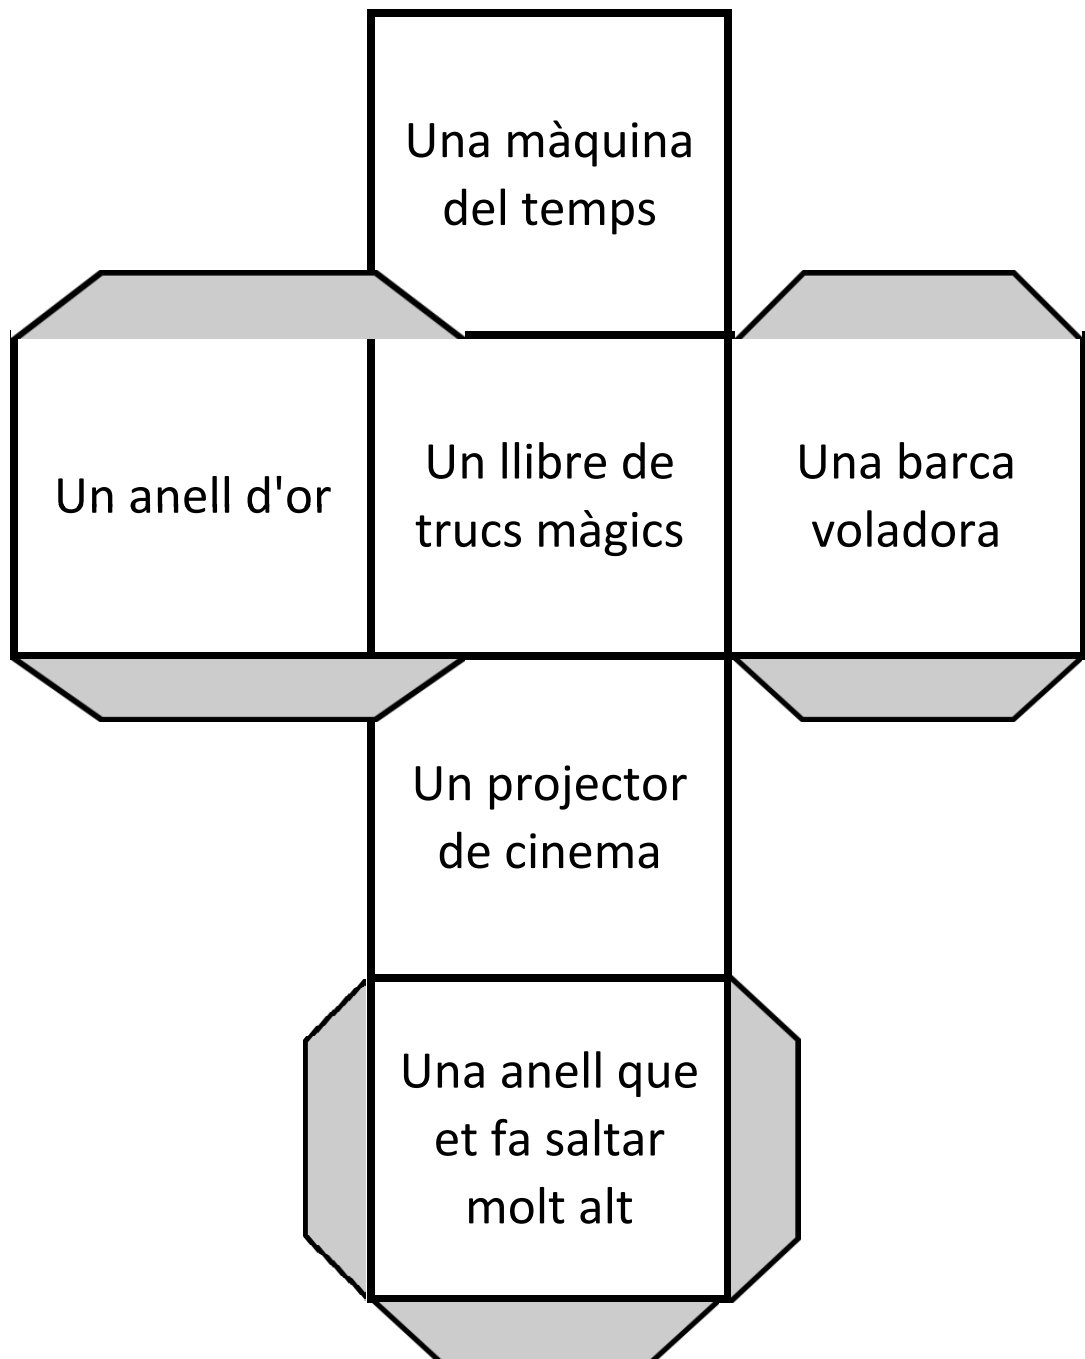 Una màquina
del temps
Un anell d'or
Un llibre de
trucs màgics
Una barca
voladora
Un projector
de cinema
Una anell que
et fa saltar
molt alt